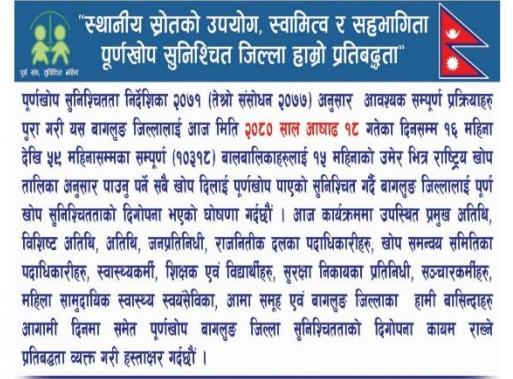 "स्थानीय स्रोतको उपयोग, स्वामित्व र सहभागिता
पूर्णखोप सुनिश्चित जिल्ला हाम्रो प्रतिबद्धता"
पूर्ण खोप, सुनिश्चित भविष्य
पूर्णखोप सुनिश्चितता निर्देशिका २०७१ (तेश्रो संसोधन २०७७) अनुसार आवश्यक सम्पूर्ण प्रक्रियाहरु
पुरा गरी यस बागलुङ जिल्लालाई आज मिति २०८० साल आषाढ १८ गतेका दिनसम्म १६ महिना
देखि ५९ महिनासम्मका सम्पूर्ण (१०३१८) बालबालिकाहरुलाई १५ महिनाको उमेर भित्र राष्ट्रिय खोप
तालिका अनुसार पाउनु पर्ने सबै खोप दिलाई पूर्णखोप पाएको सुनिश्चित गर्दै बागलुङ जिल्लालाई पूर्ण
खोप सुनिश्चितताको दिगोपना भएको घोषणा गर्दछौं । आज कार्यक्रममा उपस्थित प्रमुख अतिथि,
विशिष्ट अतिथि, अतिथि, जनप्रतिनिधी, राजनितीक दलका पदाधिकारीहरु, खोप समन्वय समितिका
पदाधिकारीहरु, स्वास्थ्यकर्मी, शिक्षक एवं विद्यार्थीहरु, सुरक्षा निकायका प्रतिनिधी, सञ्चारकर्मीहरु,
महिला सामुदायिक स्वास्थ्य स्वयंसेविका, आमा समूह एवं बागलुङ जिल्लाका हामी बासिन्दाहरु
आगामी दिनमा समेत पूर्णखोप बागलुङ जिल्ला सुनिश्चितताको दिगोपना कायम राख्ने
प्रतिबद्धता व्यक्त गरी हस्ताक्षर गर्दछौं ।